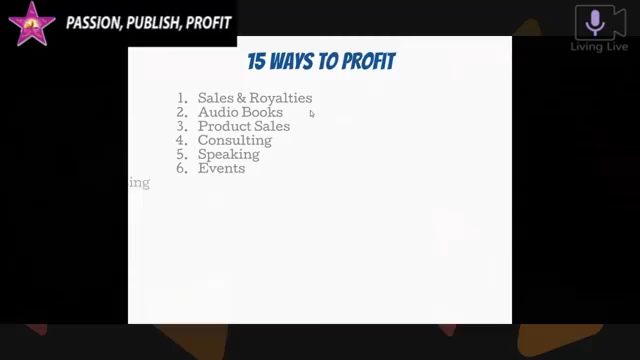 PASSION, PUBLISH, PROFIT
Living Live
15 WAYS TO PROFIT
1. Sales & Royalties
2. Audio Books
3. Product Sales
4. Consulting
5. Speaking
6. Events
ing